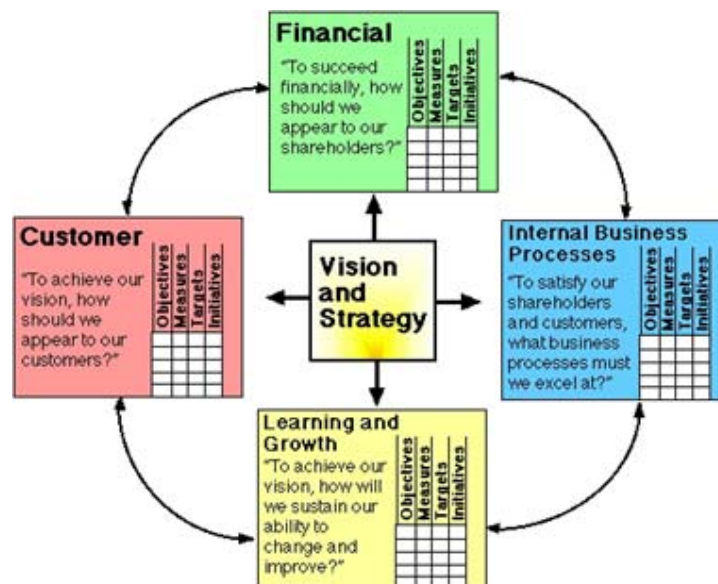 Financial
"To succeed
financially, how
should we
appear to our
shareholders?"
Objectives
Measures
Targets
Initiatives
Customer
"To achieve our
vision, how
should we
appear to our
customers?"
Objectives
Measures
Targets
Initiatives
Vision
and
Strategy
Internal Business
Processes
"To satisfy our
shareholders
and customers,
what business
processes must
we excel at?"
Objectives
Measures
Targets
Initiatives
Learning and
Growth
"To achieve our
vision, how will
we sustain our
ability to
change and
improve?"
Objectives
Measures
Targets
Initiatives